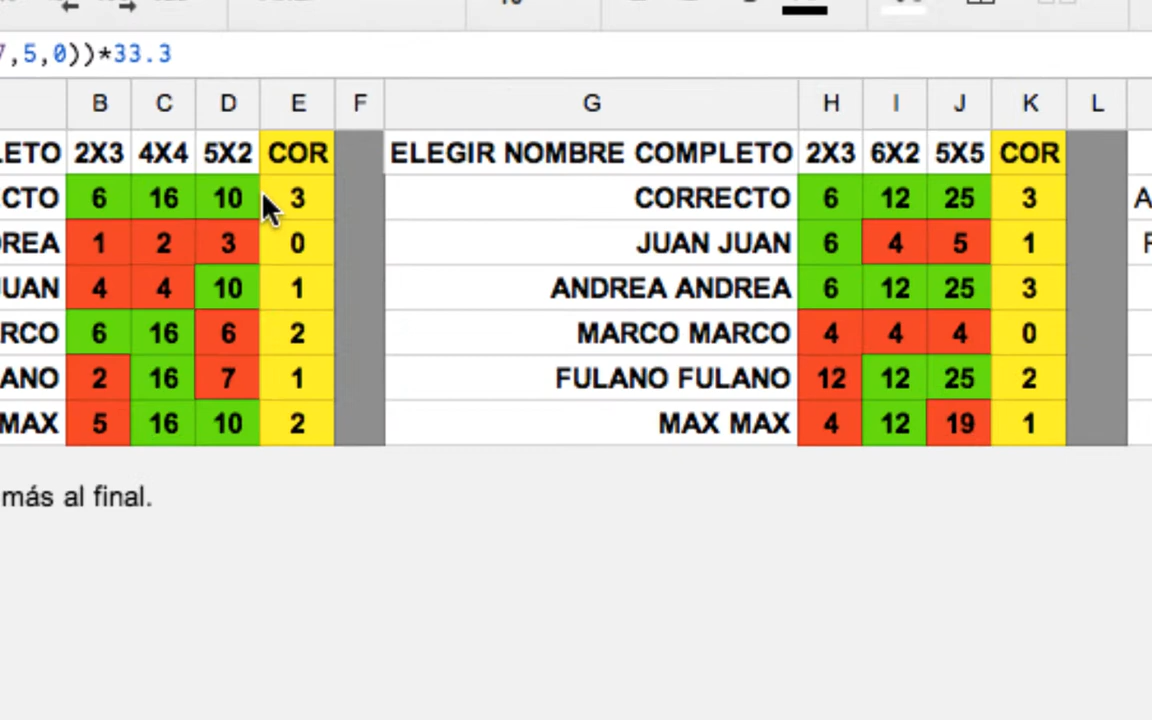 ,5,0))*33.3
B C D E F G H I J K L
LETO 2X3 4X4 5X2 COR ELEGIR NOMBRE COMPLETO 2X3 6X2 5X5 COR
CTO 6 16 10 3 CORRECTO 6 12 25 3 A
REA 1 2 3 0 JUAN JUAN 6 4 5 1
JUAN 4 4 10 1 ANDREA ANDREA 6 12 25 3
RCO 6 16 6 2 MARCO MARCO 4 4 4 0
ANO 2 16 7 1 FULANO FULANO 12 12 25 2
MAX 5 16 10 2 MAX MAX 4 12 19 1
más al final.